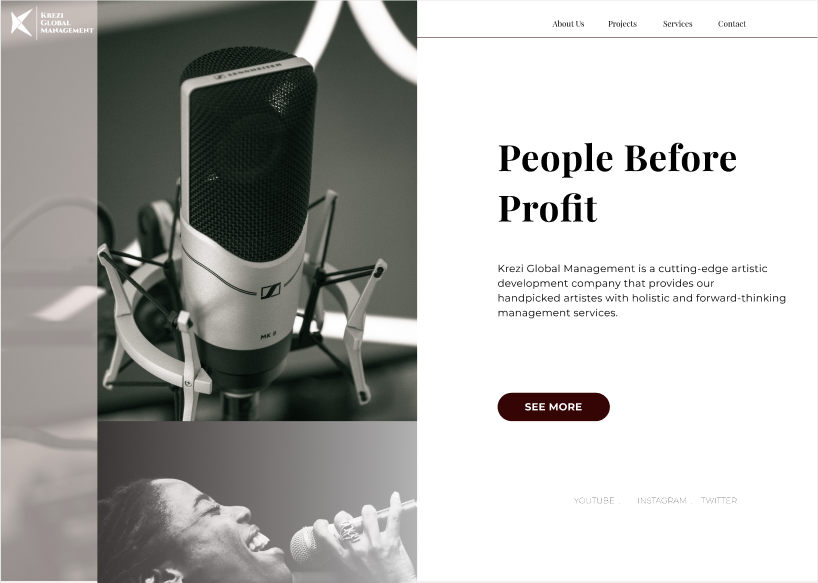 Krezi
Global
Management
About Us Projects Services Contact
SENNHEISER
MK 8
People Before
Profit
Krezi Global Management is a cutting-edge artistic
development company that provides our
handpicked artistes with holistic and forward-thinking
management services.
SEE MORE
YOUTUBE . INSTAGRAM . TWITTER